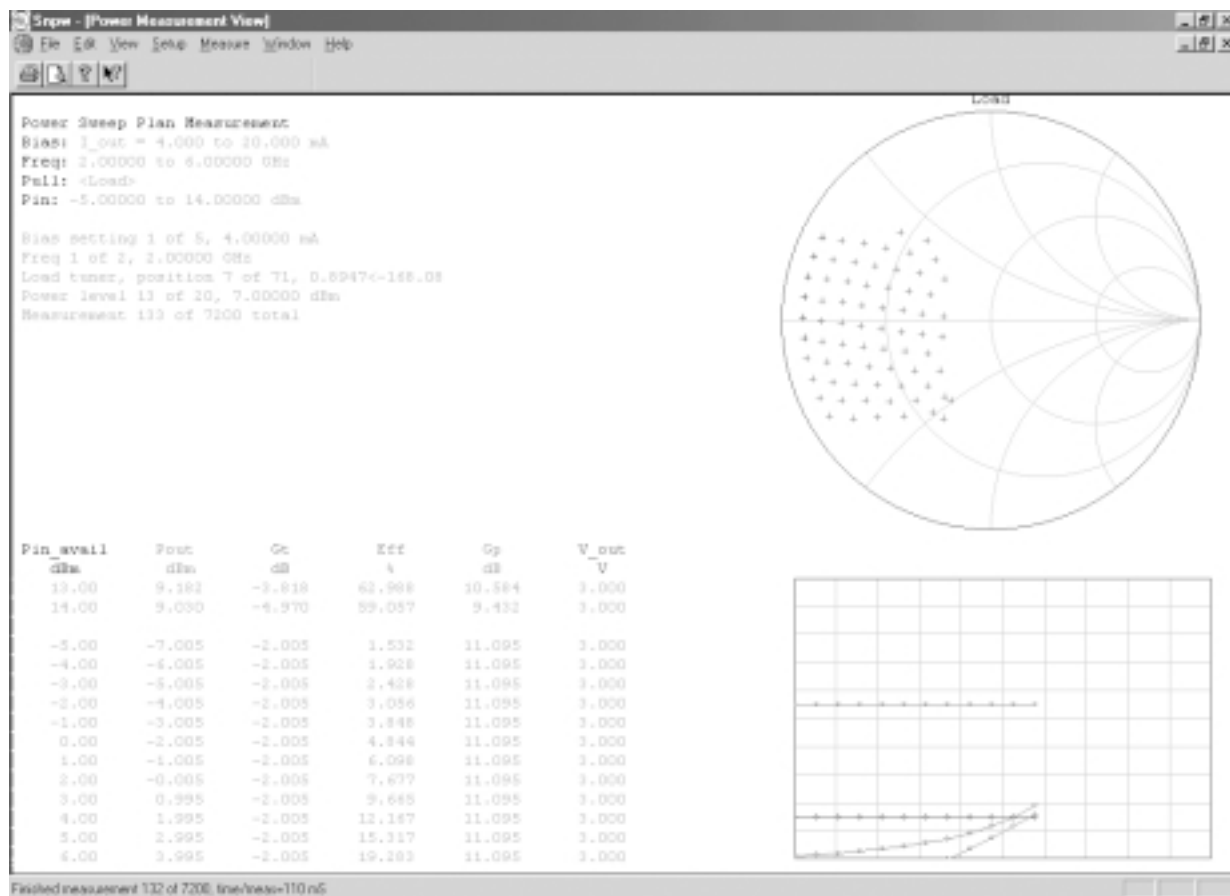 Snpw - [Power Measurement View]
File Edit View Setup Measure Window Help
Load
Power Sweep Plan Measurement
Bias: I_out = 4.000 to 20.000 mA
Freq: 2.00000 to 6.00000 GHz
Pull: <Load>
Pin: -5.00000 to 14.00000 dBm
Bias setting 1 of 5, 4.00000 mA
Freq 1 of 2, 2.00000 GHz
Load tuner, position 7 of 71, 0.8947<-168.08
Power level 13 of 20, 7.00000 dBm
Measurement 133 of 7200 total
Pin_avail Pout Gt Eff Gp V_out
dBm dBm dB % dB V
13.00 9.182 -3.818 62.988 10.584 3.000
14.00 9.030 -4.970 59.057 9.432 3.000
-5.00 -7.005 -2.005 1.532 11.095 3.000
-4.00 -6.005 -2.005 1.928 11.095 3.000
-3.00 -5.005 -2.005 2.428 11.095 3.000
-2.00 -4.005 -2.005 3.056 11.095 3.000
-1.00 -3.005 -2.005 3.848 11.095 3.000
0.00 -2.005 -2.005 4.844 11.095 3.000
1.00 -1.005 -2.005 6.098 11.095 3.000
2.00 -0.005 -2.005 7.677 11.095 3.000
3.00 0.995 -2.005 9.665 11.095 3.000
4.00 1.995 -2.005 12.167 11.095 3.000
5.00 2.995 -2.005 15.317 11.095 3.000
6.00 3.995 -2.005 19.283 11.095 3.000
Finished measurement 132 of 7200, time/meas=110 mS